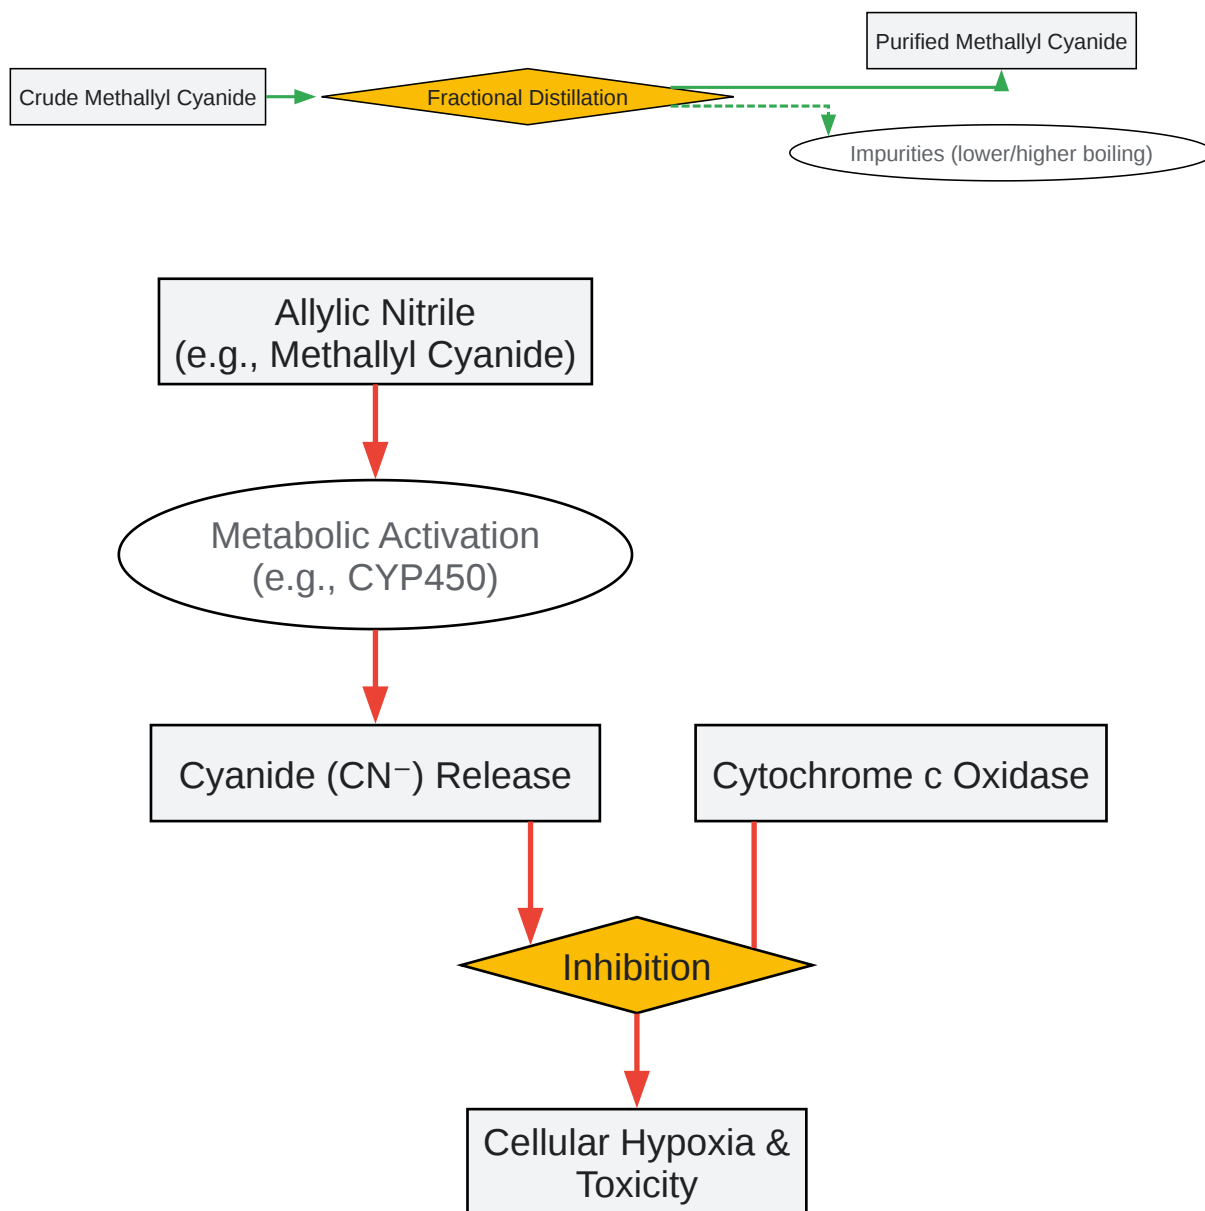 Purified Methallyl Cyanide
Crude Methallyl Cyanide
Fractional Distillation
Impurities (lower/higher boiling)
Allylic Nitrile
(e.g., Methallyl Cyanide)
Metabolic Activation
(e.g., CYP450)
Cyanide (CN⁻) Release
Cytochrome c Oxidase
Inhibition
Cellular Hypoxia &
Toxicity